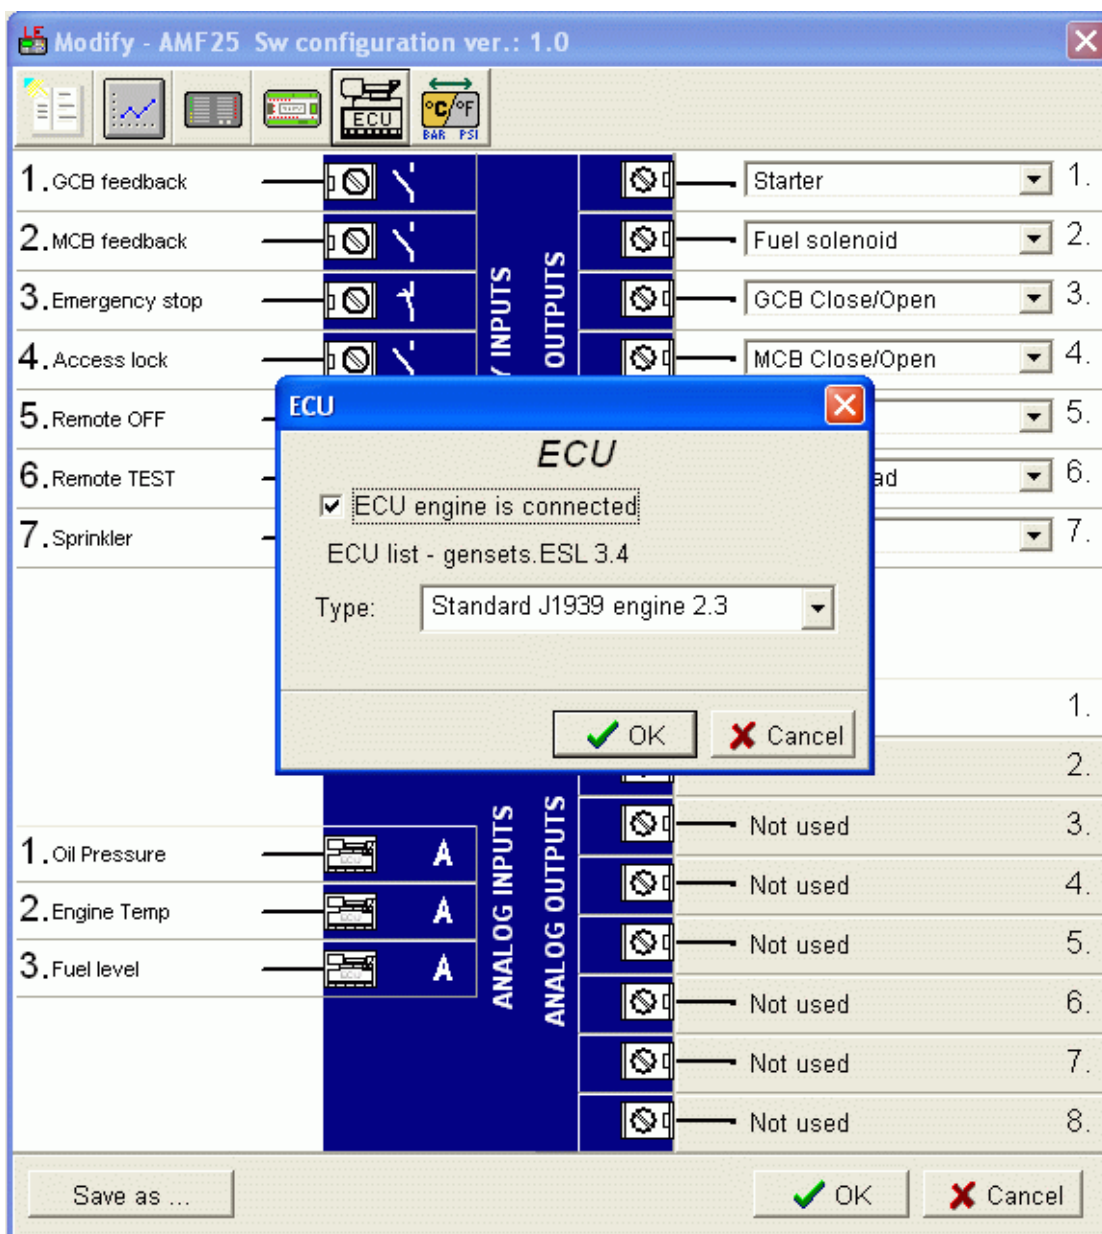 Modify - AMF25 Sw configuration ver.: 1.0
ECU
°C/°F
BAR PSI
1. GCB feedback
Starter 1.
2. MCB feedback
Fuel solenoid 2.
3. Emergency stop
GCB Close/Open 3.
4. Access lock
MCB Close/Open 4.
INPUTS
OUTPUTS
5. Remote OFF
5.
6. Remote TEST
ad 6.
7. Sprinkler
7.
ECU
ECU
ECU engine is connected
ECU list - gensets.ESL 3.4
Type: Standard J1939 engine 2.3
OK Cancel
1.
2.
Not used 3.
1. Oil Pressure A
Not used 4.
2. Engine Temp A
Not used 5.
3. Fuel level A
ANALOG INPUTS
ANALOG OUTPUTS
Not used 6.
Not used 7.
Not used 8.
Save as ... OK Cancel